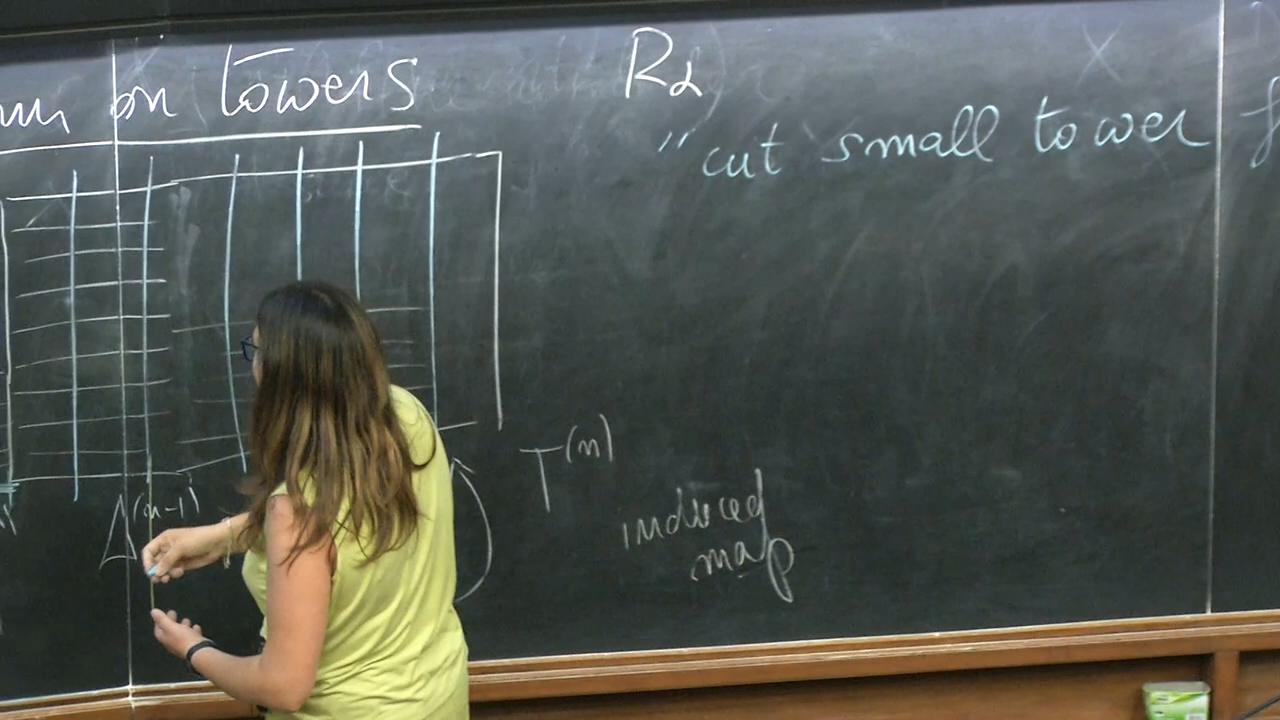 on towers
R₂
"cut small tower
T^(n)
induced
map
Δ^(n-1)